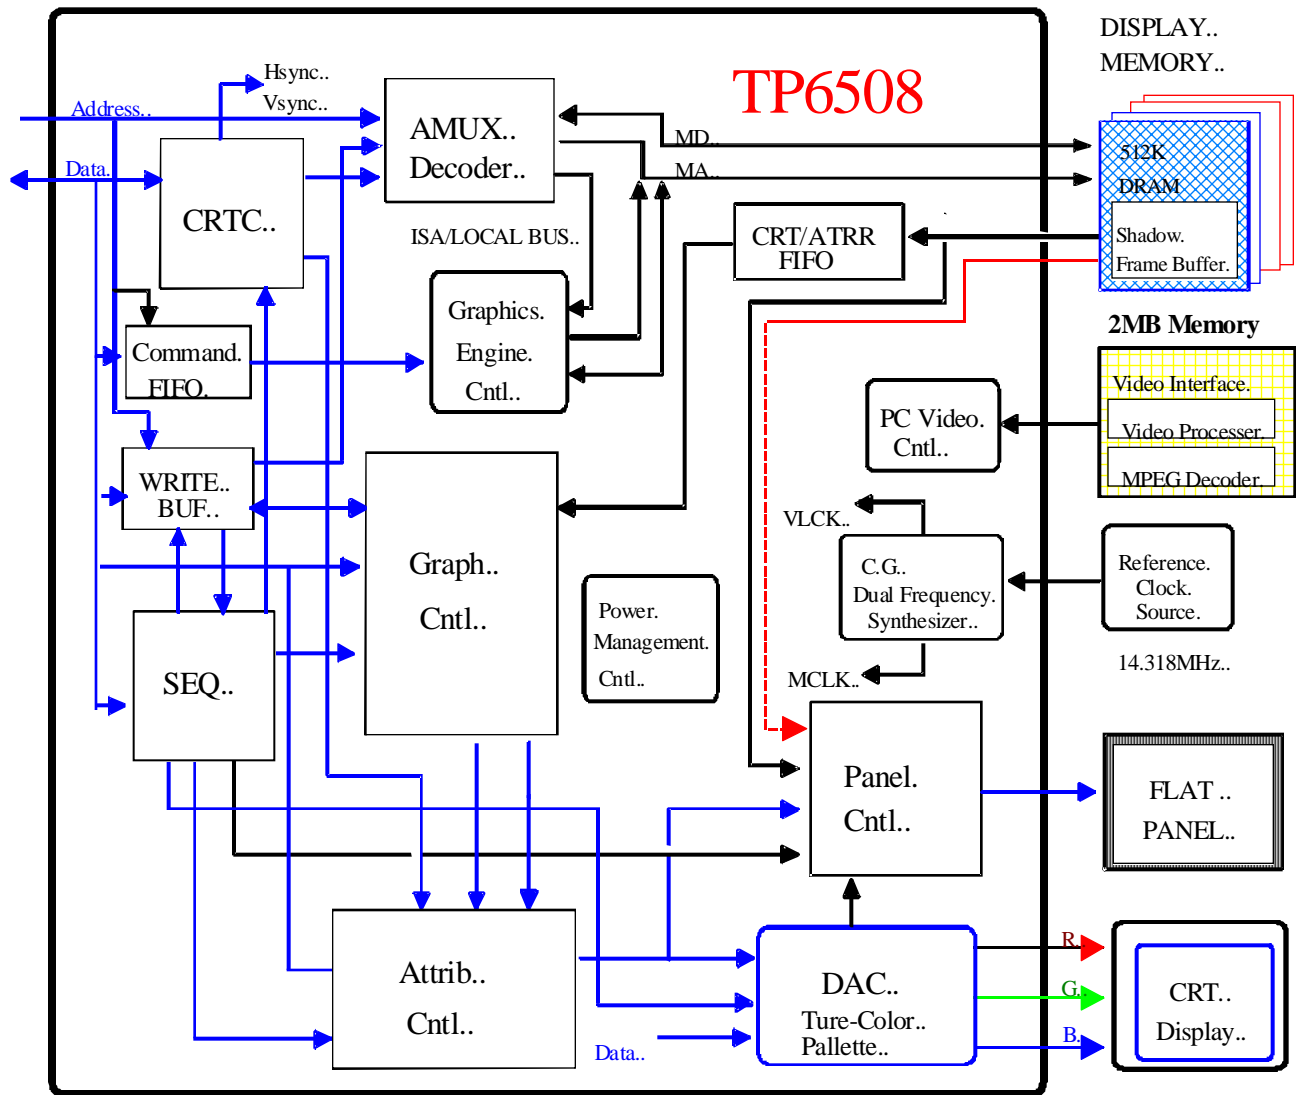 DISPLAY..
MEMORY..
TP6508
Hsync..
Vsync..
Address..
AMUX..
Decoder..
MD..
MA..
512K
DRAM
Shadow.
Frame Buffer.
Data.
CRTC..
ISA/LOCAL BUS..
CRT/ATRR
FIFO
Graphics.
Engine.
Cntl..
2MB Memory
Command.
FIFO.
Video Interface.
Video Processer.
MPEG Decoder.
PC Video.
Cntl..
WRITE..
BUF..
VLCK..
Graph..
Cntl..
C.G..
Dual Frequency.
Synthesizer..
Reference.
Clock.
Source.
14.318MHz..
Power.
Management.
Cntl..
MCLK..
SEQ..
Panel.
Cntl..
FLAT ..
PANEL..
Attrib..
Cntl..
DAC..
Ture-Color..
Pallette..
Data..
R.
G.
B.
CRT..
Display..